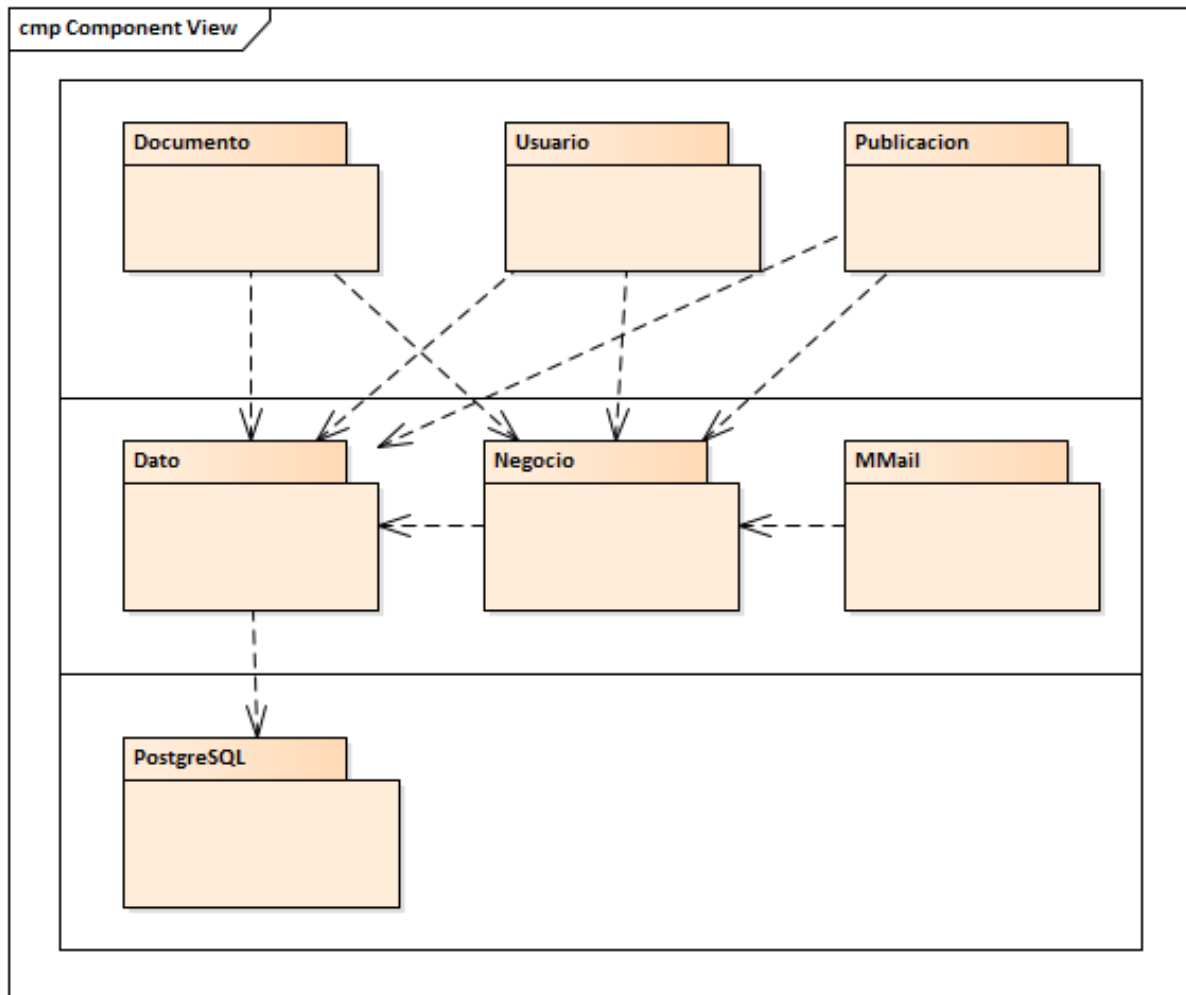 cmp Component View
Documento
Usuario
Publicacion
Dato
Negocio
MMail
PostgreSQL